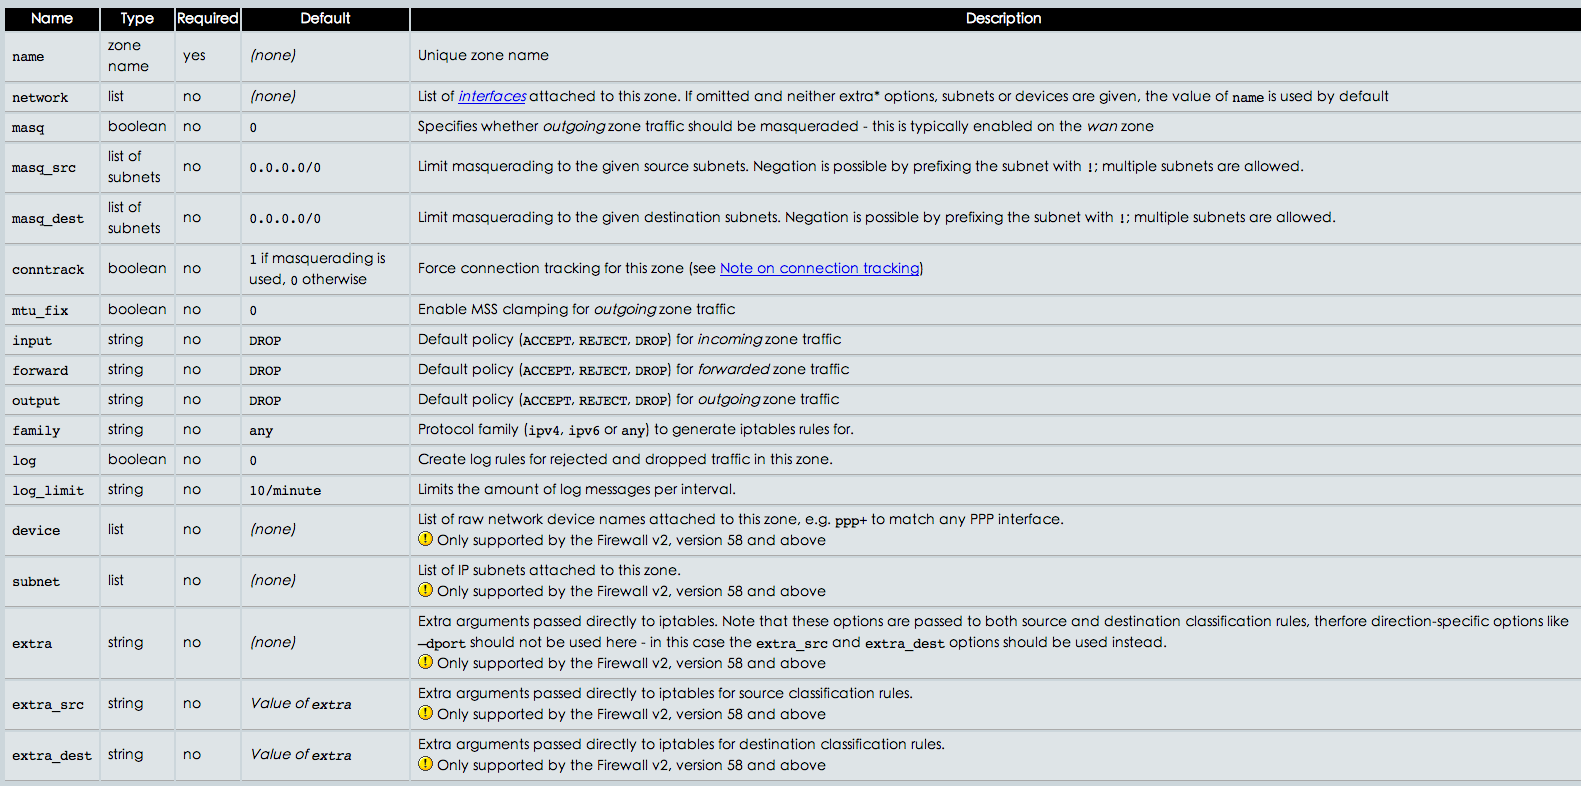 Name Type Required Default Description
name zone name yes (none) Unique zone name
network list no (none) List of interfaces attached to this zone. If omitted and neither extra* options, subnets or devices are given, the value of name is used by default
masq boolean no 0 Specifies whether outgoing zone traffic should be masqueraded - this is typically enabled on the wan zone
masq_src list of subnets no 0.0.0.0/0 Limit masquerading to the given source subnets. Negation is possible by prefixing the subnet with !; multiple subnets are allowed.
masq_dest list of subnets no 0.0.0.0/0 Limit masquerading to the given destination subnets. Negation is possible by prefixing the subnet with !; multiple subnets are allowed.
conntrack boolean no 1 if masquerading is used, 0 otherwise Force connection tracking for this zone (see Note on connection tracking)
mtu_fix boolean no 0 Enable MSS clamping for outgoing zone traffic
input string no DROP Default policy (ACCEPT, REJECT, DROP) for incoming zone traffic
forward string no DROP Default policy (ACCEPT, REJECT, DROP) for forwarded zone traffic
output string no DROP Default policy (ACCEPT, REJECT, DROP) for outgoing zone traffic
family string no any Protocol family (ipv4, ipv6 or any) to generate iptables rules for.
log boolean no 0 Create log rules for rejected and dropped traffic in this zone.
log_limit string no 10/minute Limits the amount of log messages per interval.
device list no (none) List of raw network device names attached to this zone, e.g. ppp+ to match any PPP interface.
Only supported by the Firewall v2, version 58 and above
subnet list no (none) List of IP subnets attached to this zone.
Only supported by the Firewall v2, version 58 and above
extra string no (none) Extra arguments passed directly to iptables. Note that these options are passed to both source and destination classification rules, therfore direction-specific options like
—dport should not be used here - in this case the extra_src and extra_dest options should be used instead.
Only supported by the Firewall v2, version 58 and above
extra_src string no Value of extra Extra arguments passed directly to iptables for source classification rules.
Only supported by the Firewall v2, version 58 and above
extra_dest string no Value of extra Extra arguments passed directly to iptables for destination classification rules.
Only supported by the Firewall v2, version 58 and above